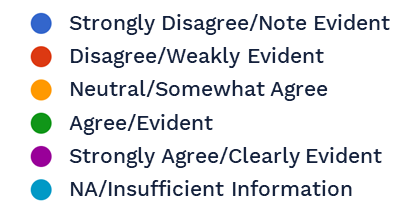 Strongly Disagree/Note Evident
Disagree/Weakly Evident
Neutral/Somewhat Agree
Agree/Evident
Strongly Agree/Clearly Evident
NA/Insufficient Information